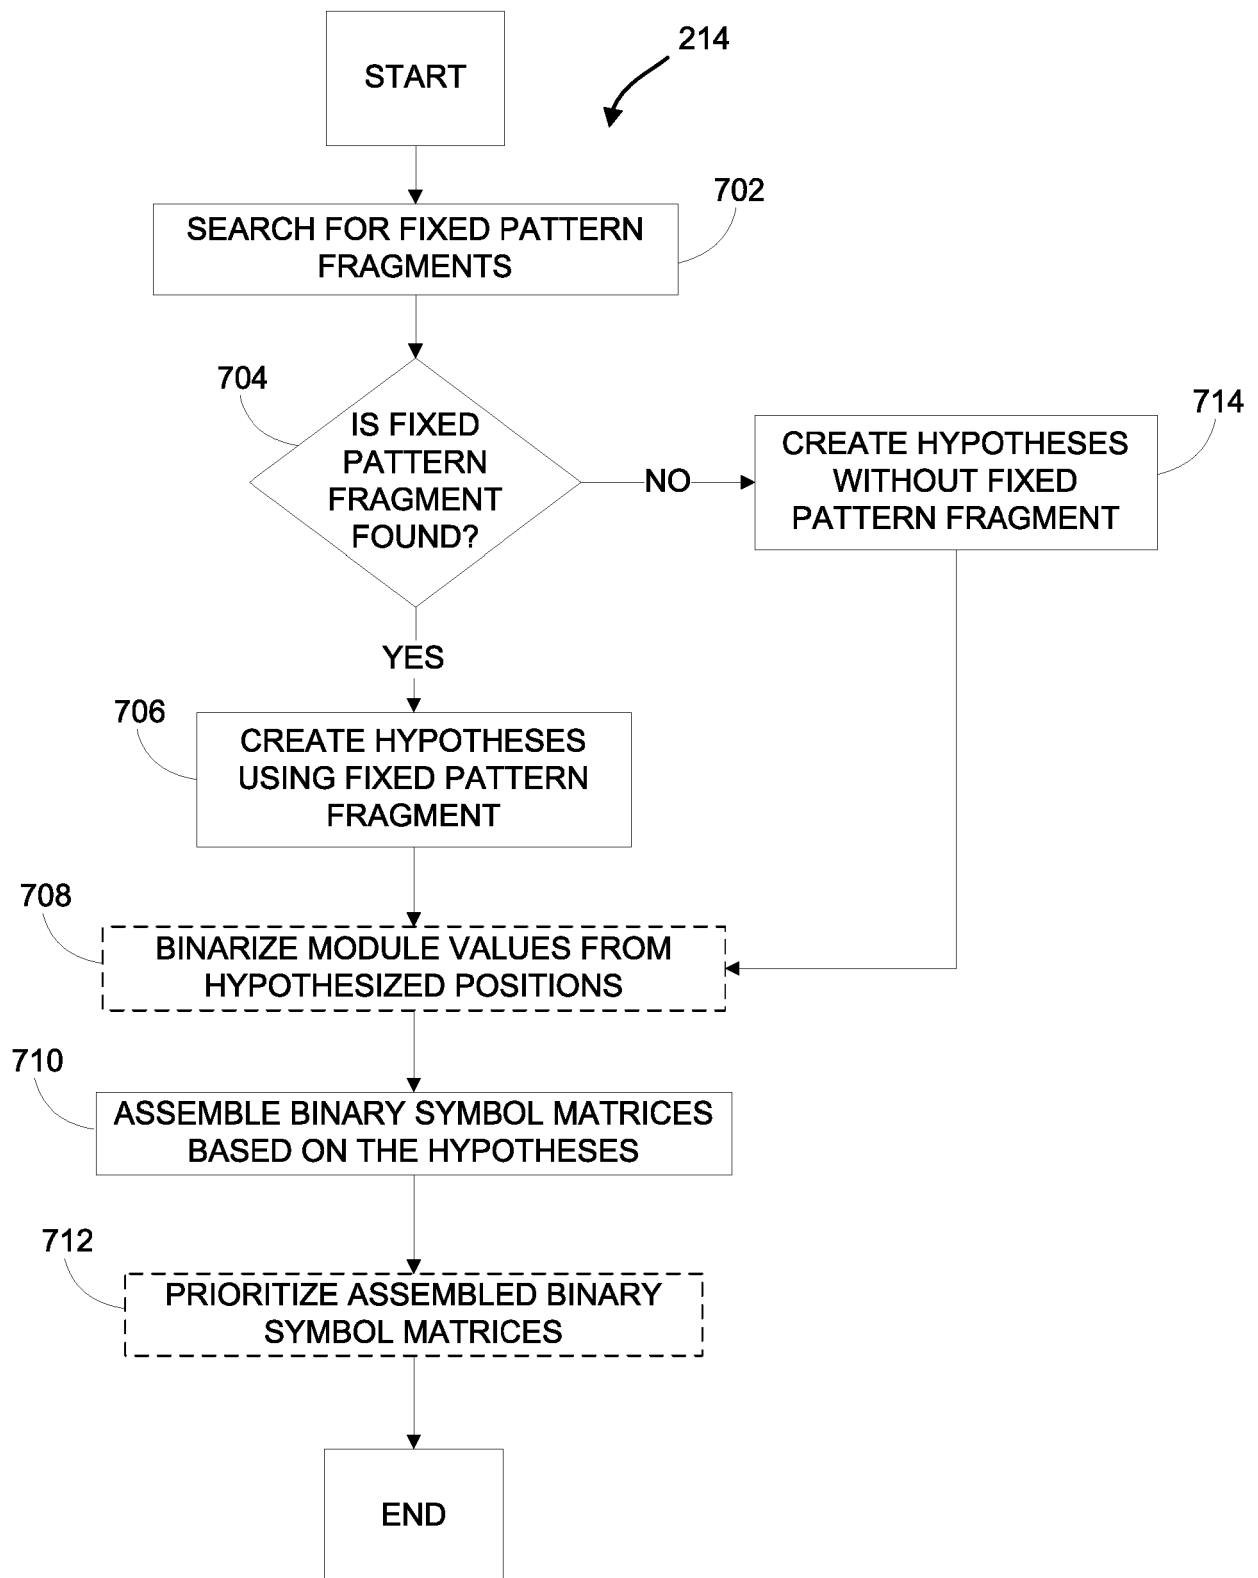 START
214
702
SEARCH FOR FIXED PATTERN
FRAGMENTS
704
IS FIXED
PATTERN
FRAGMENT
FOUND?
NO
714
CREATE HYPOTHESES
WITHOUT FIXED
PATTERN FRAGMENT
YES
706
CREATE HYPOTHESES
USING FIXED PATTERN
FRAGMENT
708
BINARIZE MODULE VALUES FROM
HYPOTHESIZED POSITIONS
710
ASSEMBLE BINARY SYMBOL MATRICES
BASED ON THE HYPOTHESES
712
PRIORITIZE ASSEMBLED BINARY
SYMBOL MATRICES
END